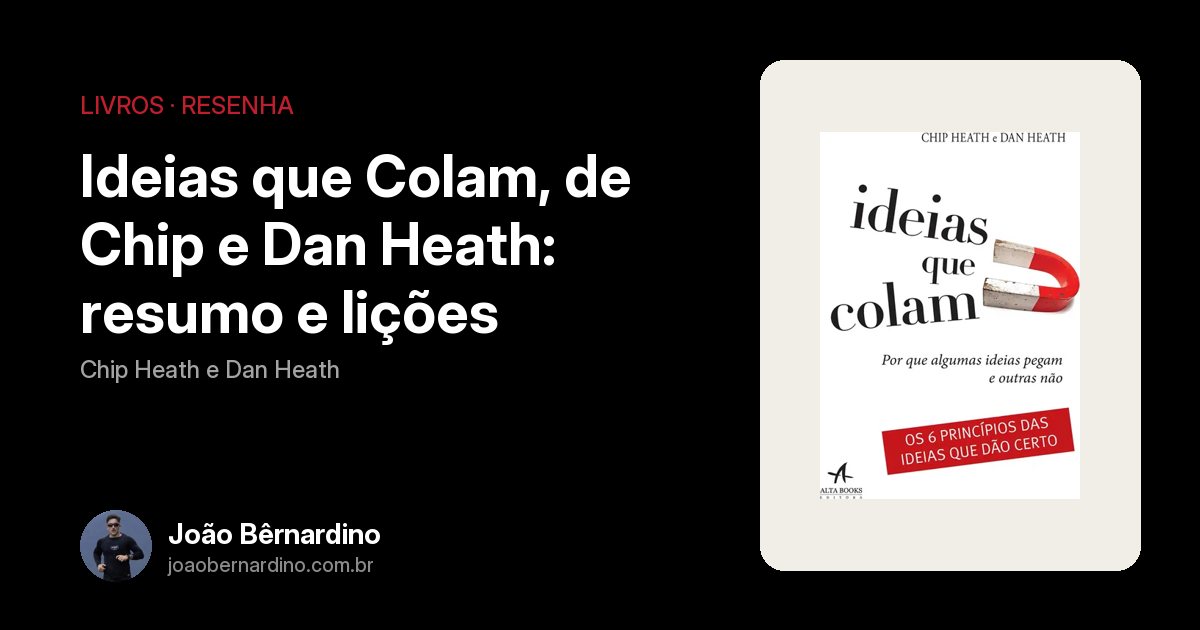 LIVROS · RESENHA
Ideias que Colam, de
Chip e Dan Heath:
resumo e lições
Chip Heath e Dan Heath
João Bêrnardino
joaobernardino.com.br
CHIP HEATH e DAN HEATH
ideias
que
colam
Por que algumas ideias pegam
e outras não
OS 6 PRINCÍPIOS DAS
IDEIAS QUE DÃO CERTO
ALTA BOOKS
EDITORA